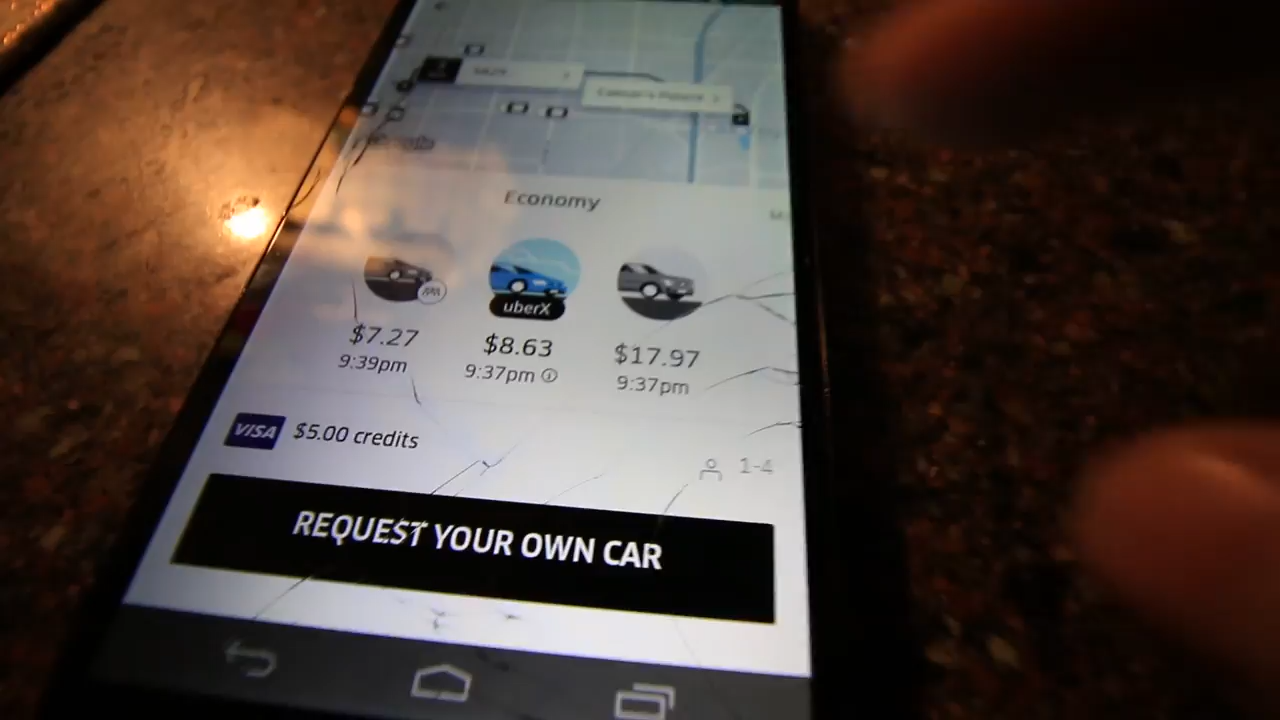 Economy
uberX
$7.27
$8.63
$17.97
9:39pm
9:37pm
9:37pm
VISA
$5.00 credits
1-4
REQUEST YOUR OWN CAR